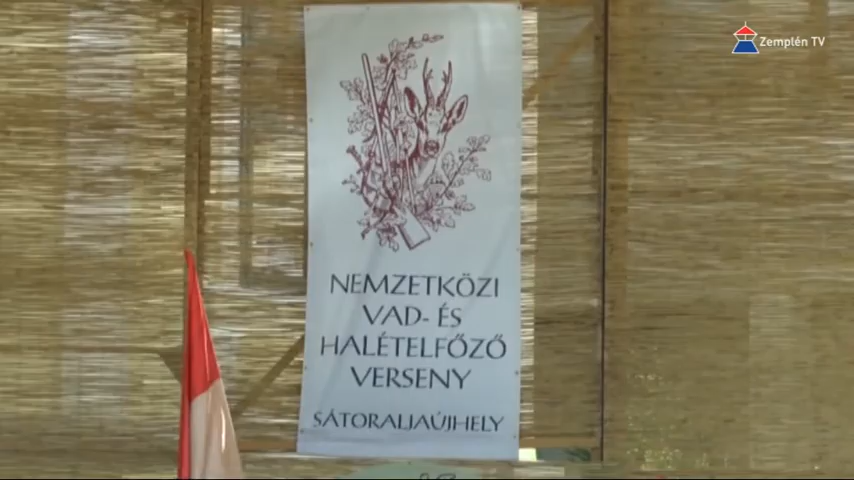 Zemplén TV
NEMZETKÖZI
VAD- ÉS
HALÉTELFŐZŐ
VERSENY
SÁTORALJAÚJHELY